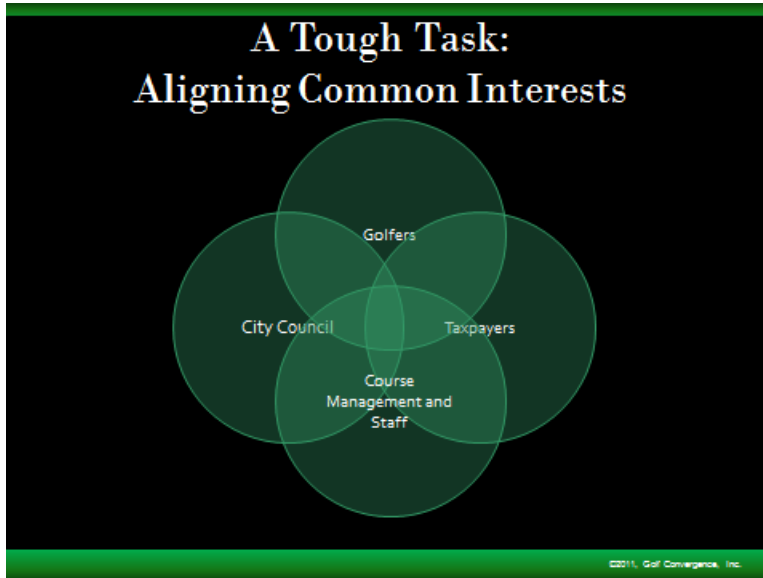 A Tough Task:
Aligning Common Interests
Golfers
City Council
Taxpayers
Course
Management and
Staff
©2011, Golf Convergence, Inc.